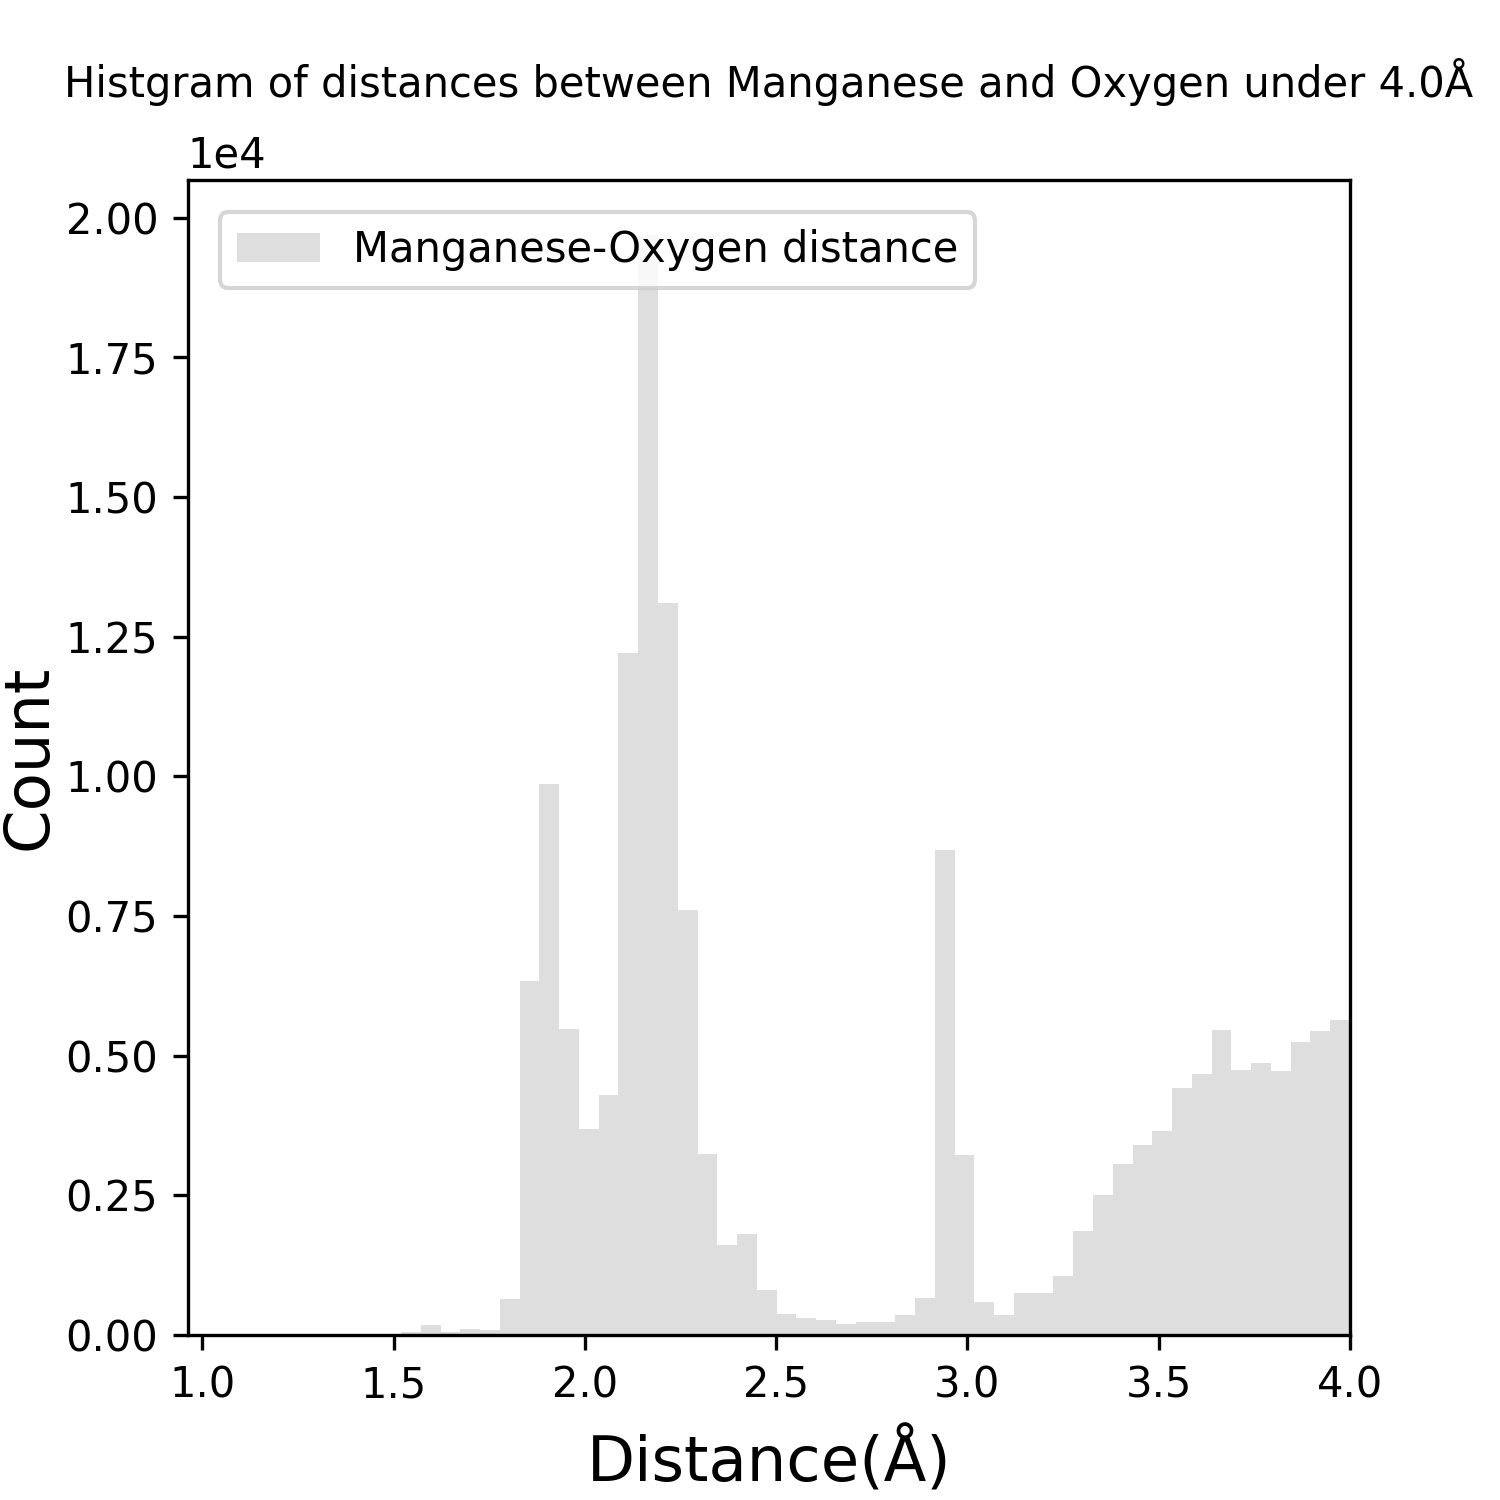 Histgram of distances between Manganese and Oxygen under 4.0Å
1e4
Manganese-Oxygen distance
2.00
1.75
1.50
1.25
1.00
0.75
0.50
0.25
0.00
Count
1.0 1.5 2.0 2.5 3.0 3.5 4.0
Distance(Å)